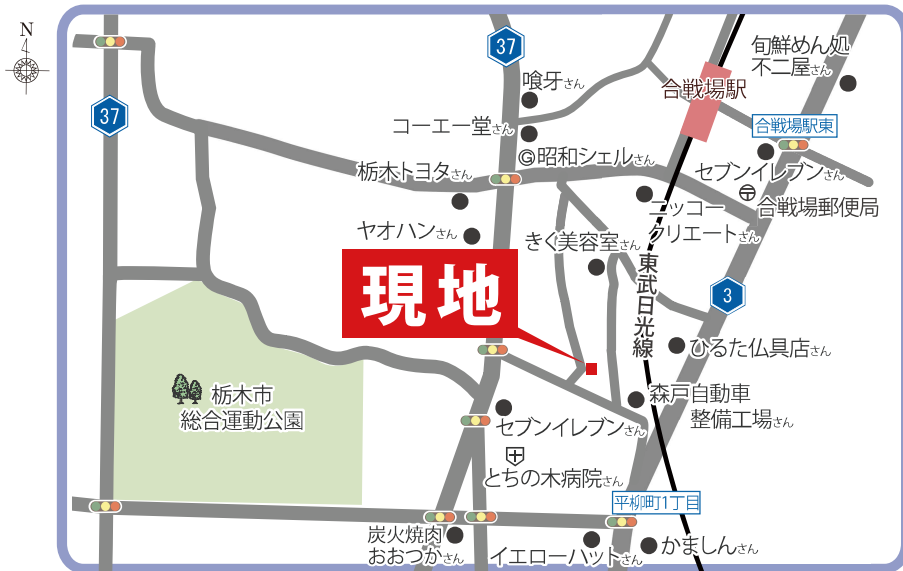 N
37
37
旬鮮めん処
不二屋さん
喰牙さん
合戦場駅
コーエー堂さん
合戦場駅東
G昭和シェルさん
栃木トヨタさん
セブンイレブンさん
ニッコー
クリエートさん
〒合戦場郵便局
ヤオハンさん
きく美容室さん
現地
東武日光線
3
ひるた仏具店さん
栃木市
総合運動公園
森戸自動車
整備工場さん
セブンイレブンさん
とちの木病院さん
平柳町1丁目
炭火焼肉
おおつかさん
イエローハットさん
かましんさん